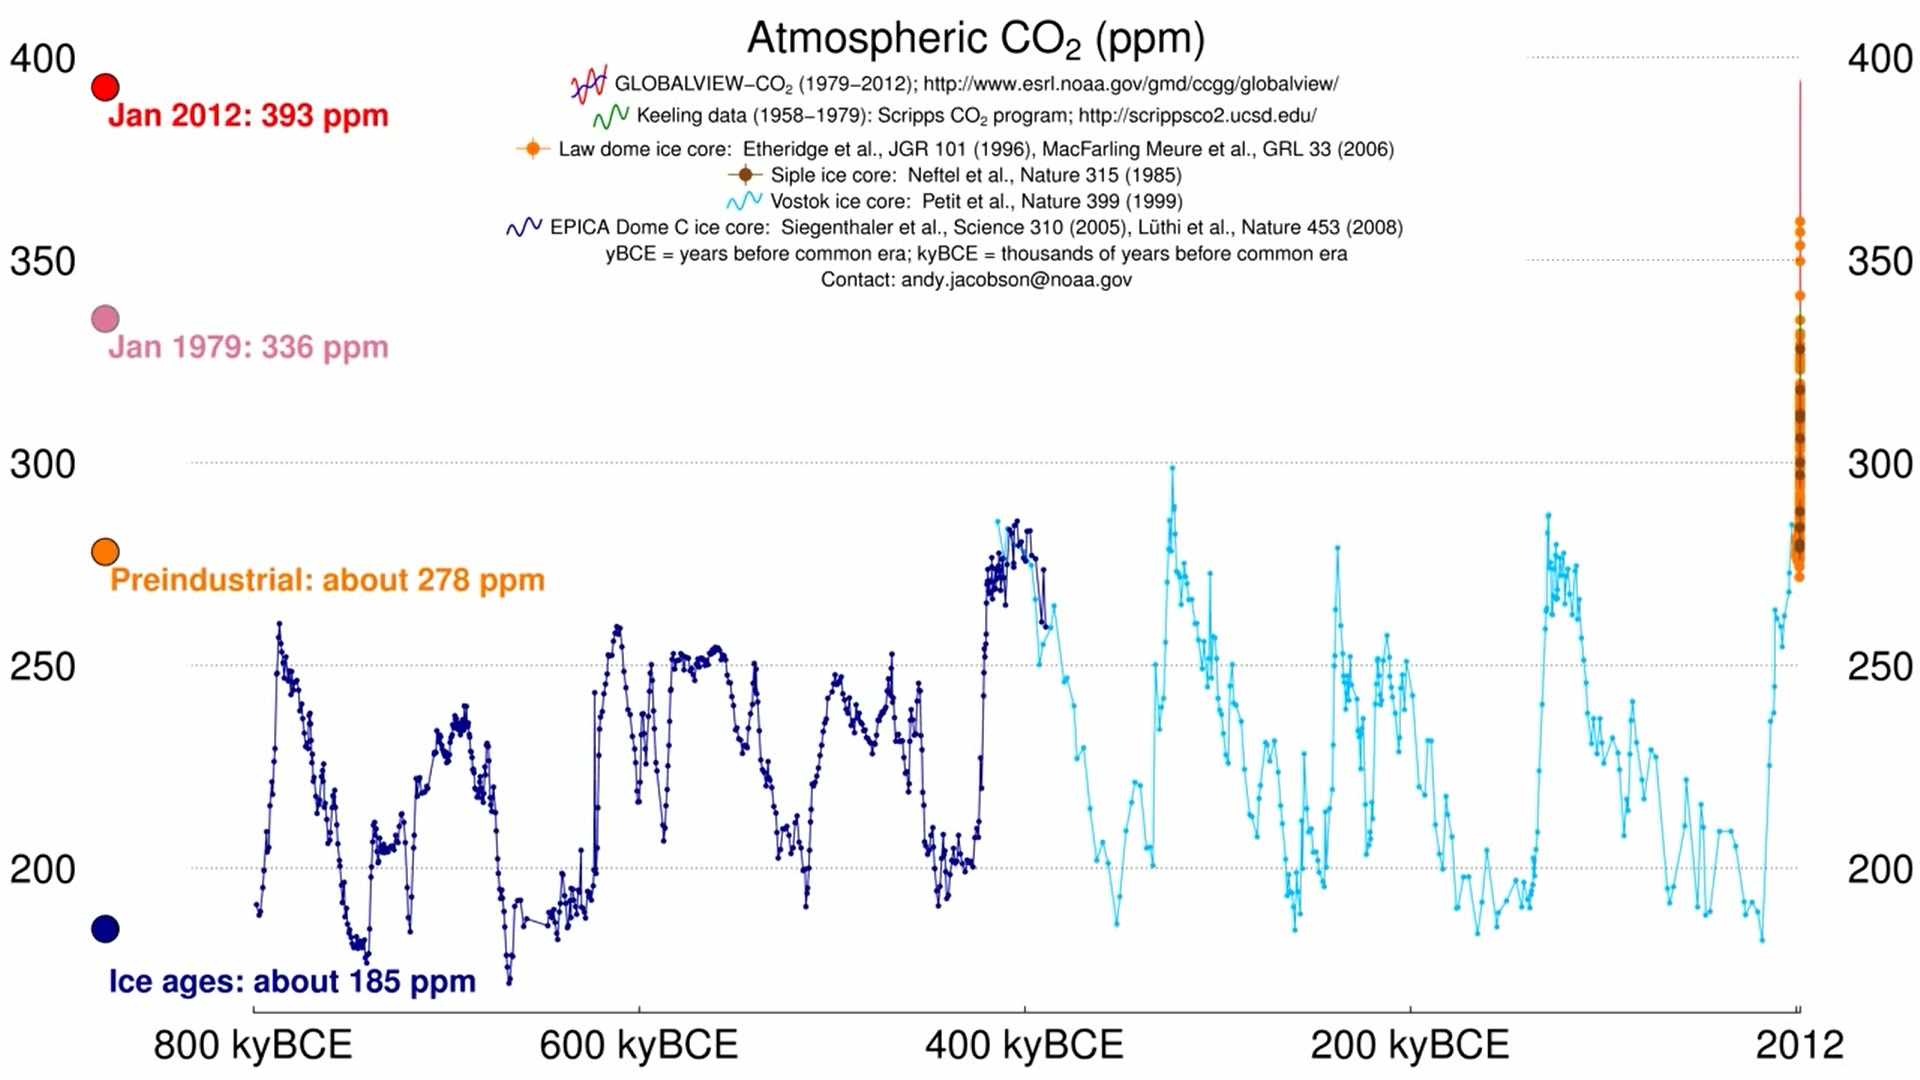 Atmospheric CO₂ (ppm)
GLOBALVIEW−CO₂ (1979−2012); http://www.esrl.noaa.gov/gmd/ccgg/globalview/
Keeling data (1958−1979): Scripps CO₂ program; http://scrippsco2.ucsd.edu/
Law dome ice core: Etheridge et al., JGR 101 (1996), MacFarling Meure et al., GRL 33 (2006)
Siple ice core: Neftel et al., Nature 315 (1985)
Vostok ice core: Petit et al., Nature 399 (1999)
EPICA Dome C ice core: Siegenthaler et al., Science 310 (2005), Lüthi et al., Nature 453 (2008)
yBCE = years before common era; kyBCE = thousands of years before common era
Contact: andy.jacobson@noaa.gov
400
350
300
250
200
Jan 2012: 393 ppm
Jan 1979: 336 ppm
Preindustrial: about 278 ppm
Ice ages: about 185 ppm
400
350
300
250
200
800 kyBCE
600 kyBCE
400 kyBCE
200 kyBCE
2012